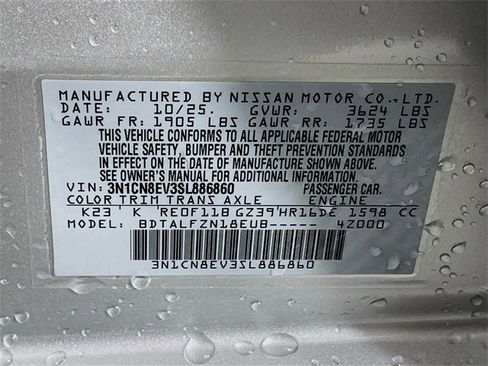 MANUFACTURED BY NISSAN MOTOR CO., LTD.
DATE: 10/25. GVWR: 3624 LBS
GAWR FR: 1905 LBS GAWR RR: 1735 LBS
THIS VEHICLE CONFORMS TO ALL APPLICABLE FEDERAL MOTOR
VEHICLE SAFETY, BUMPER AND THEFT PREVENTION STANDARDS
IN EFFECT ON THE DATE OF MANUFACTURE SHOWN ABOVE.
SEE OWNER'S MANUAL FOR ADDITIONAL INFORMATION
VIN: 3N1CN8EV3SL886860 PASSENGER CAR.
COLOR TRIM TRANS AXLE ENGINE
K23 K RE0F11B GZ39 HR16DE 1598 CC
MODEL: BDTALFZN18EUB----- 4Z000
3N1CN8EV3SL886860